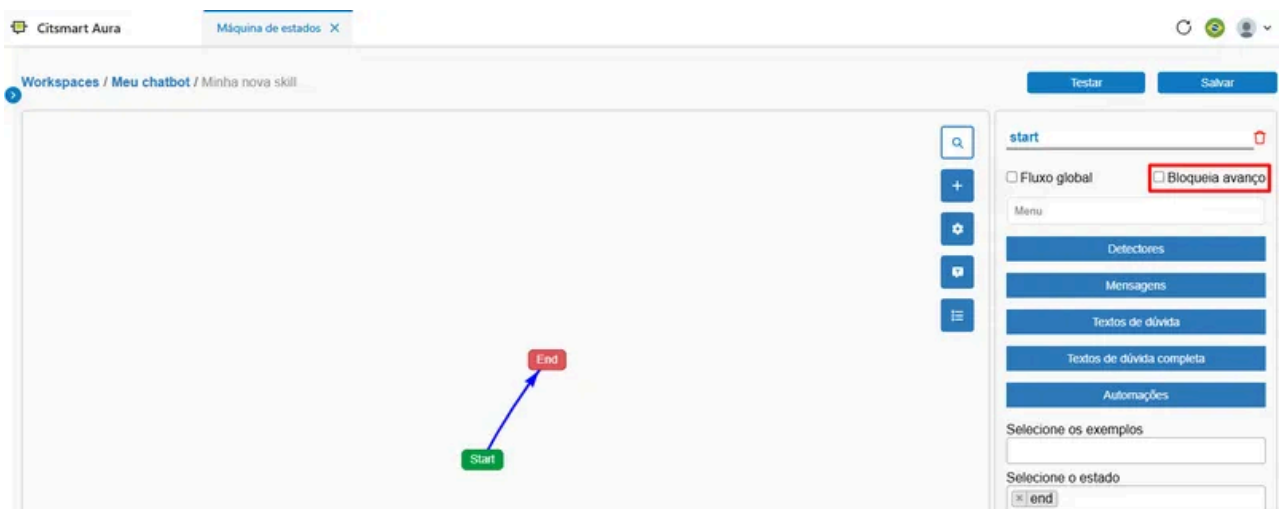 Citsmart Aura
Máquina de estados X
Workspaces / Meu chatbot / Minha nova skill
Testar
Salvar
start
Fluxo global
Bloqueia avanço
Menu
Detectores
Mensagens
Textos de dúvida
Textos de dúvida completa
Automações
Selecione os exemplos
Selecione o estado
× end
End
Start